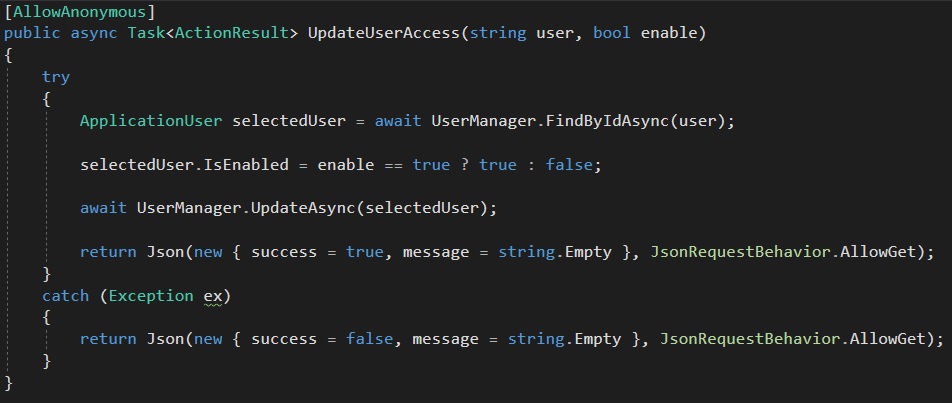 [AllowAnonymous]
public async Task<ActionResult> UpdateUserAccess(string user, bool enable)
{
try
{
ApplicationUser selectedUser = await UserManager.FindByIdAsync(user);
selectedUser.IsEnabled = enable == true ? true : false;
await UserManager.UpdateAsync(selectedUser);
return Json(new { success = true, message = string.Empty }, JsonRequestBehavior.AllowGet);
}
catch (Exception ex)
{
return Json(new { success = false, message = string.Empty }, JsonRequestBehavior.AllowGet);
}
}